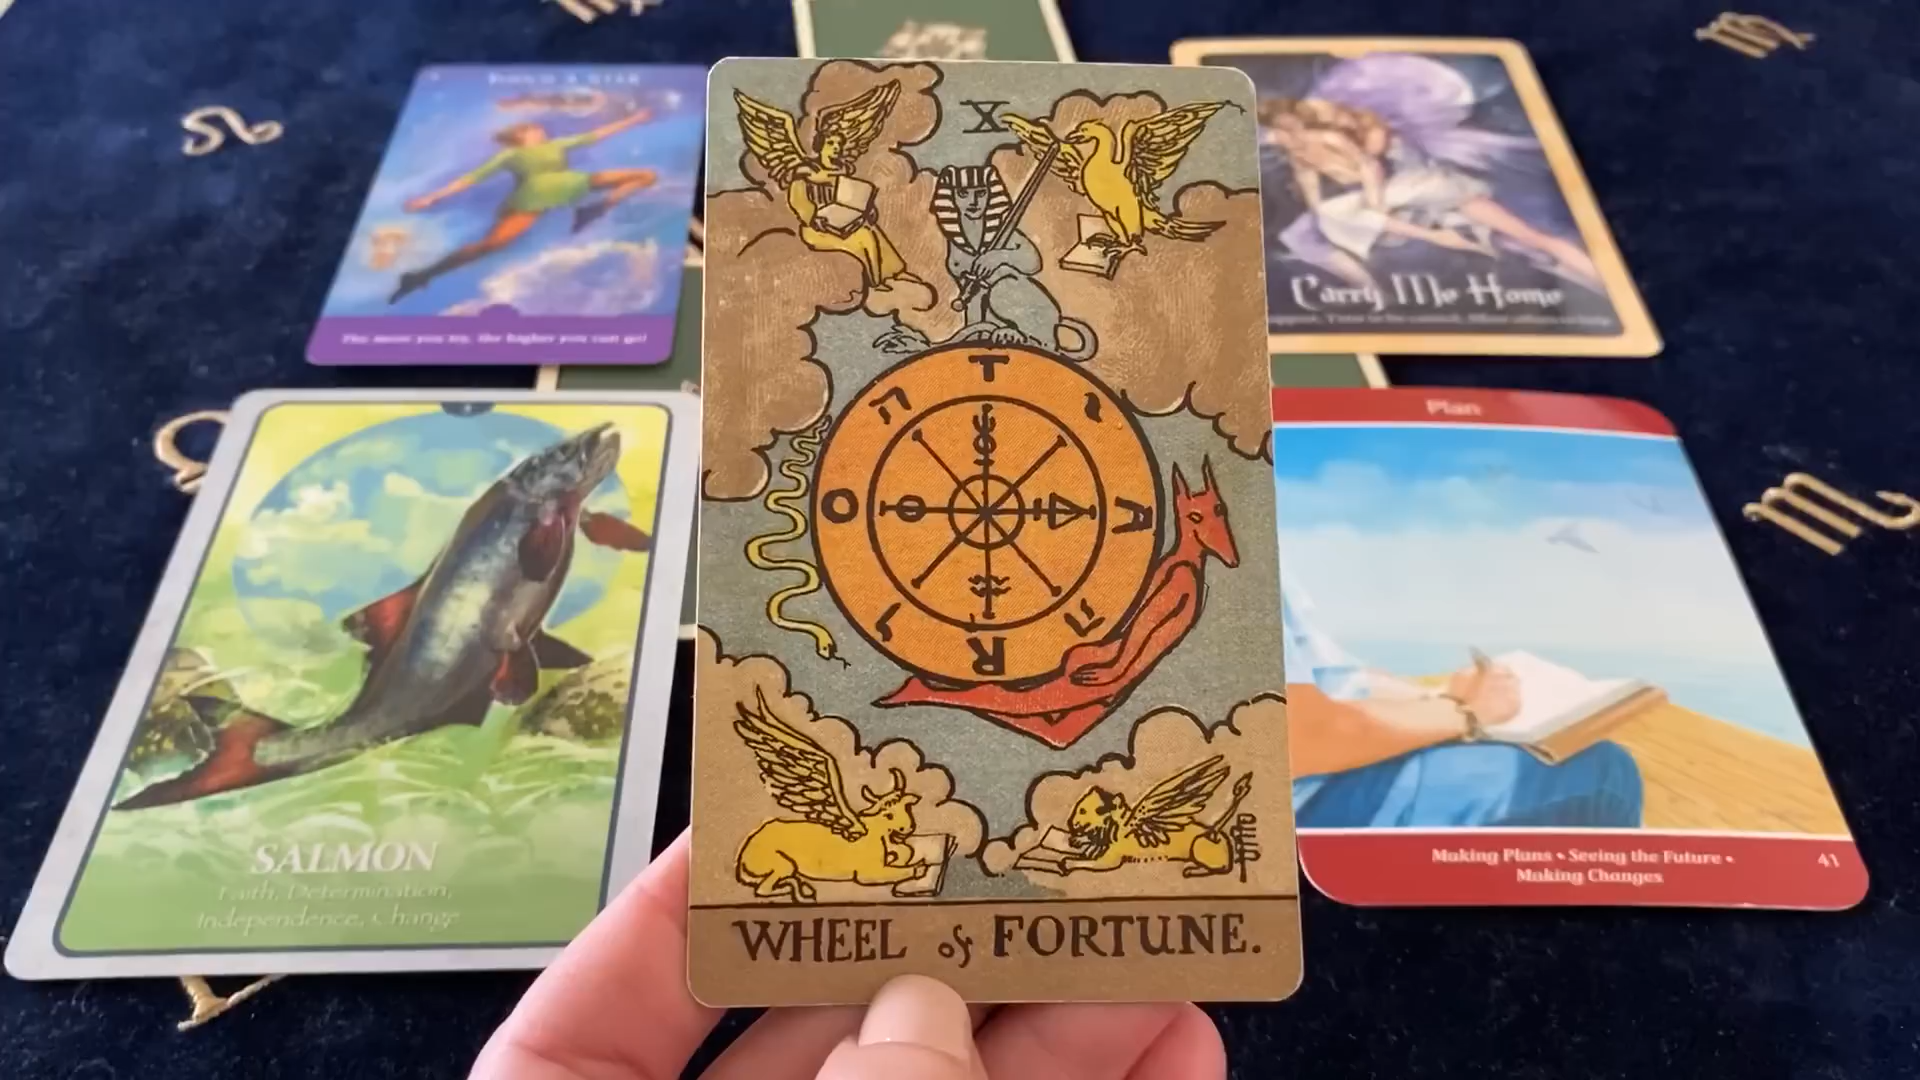 The more you try, the higher you can go!
Carry Me Home
X
T
A
R
O
ה
י
ה
ו
WHEEL of FORTUNE.
SALMON
Faith, Determination,
Independence, Change
Plan
Making Plans • Seeing the Future •
Making Changes
41